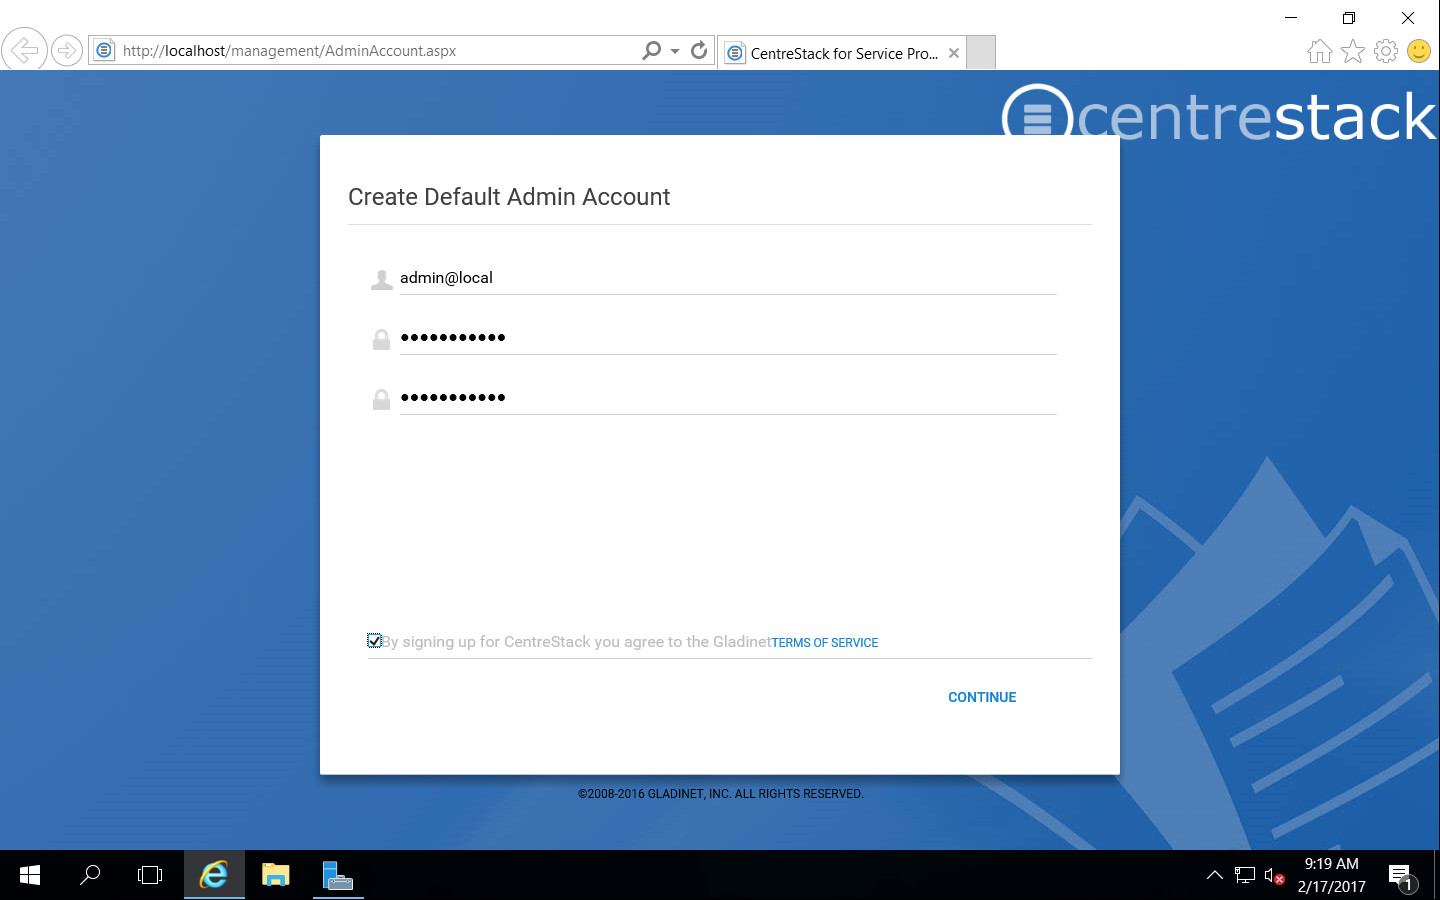 http://localhost/management/AdminAccount.aspx
CentreStack for Service Pro...
centrestack
Create Default Admin Account
admin@local
•••••••••••
•••••••••••
By signing up for CentreStack you agree to the GladinetTERMS OF SERVICE
CONTINUE
©2008-2016 GLADINET, INC. ALL RIGHTS RESERVED.
9:19 AM
2/17/2017
1